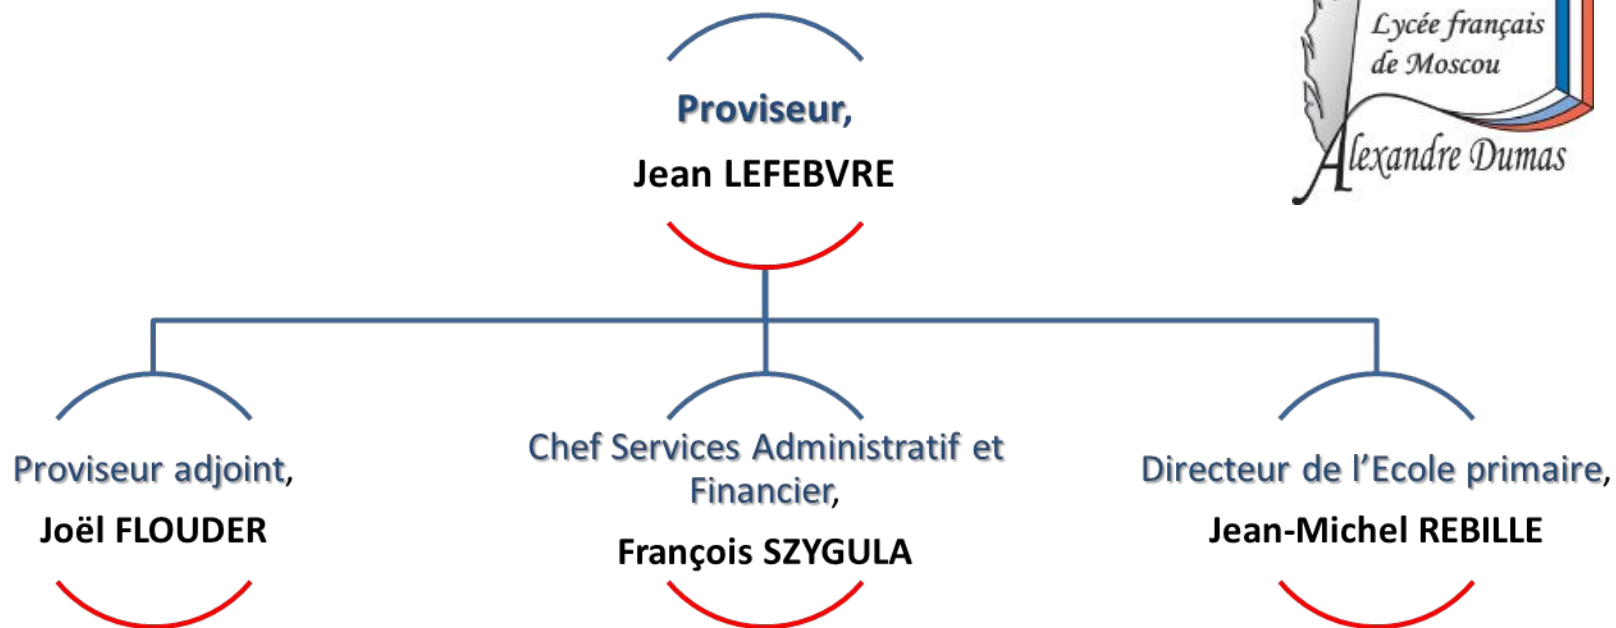 Lycée français
de Moscou
Alexandre Dumas
Proviseur,
Jean LEFEBVRE
Proviseur adjoint,
Joël FLOUDER
Chef Services Administratif et
Financier,
François SZYGULA
Directeur de l’Ecole primaire,
Jean-Michel REBILLE